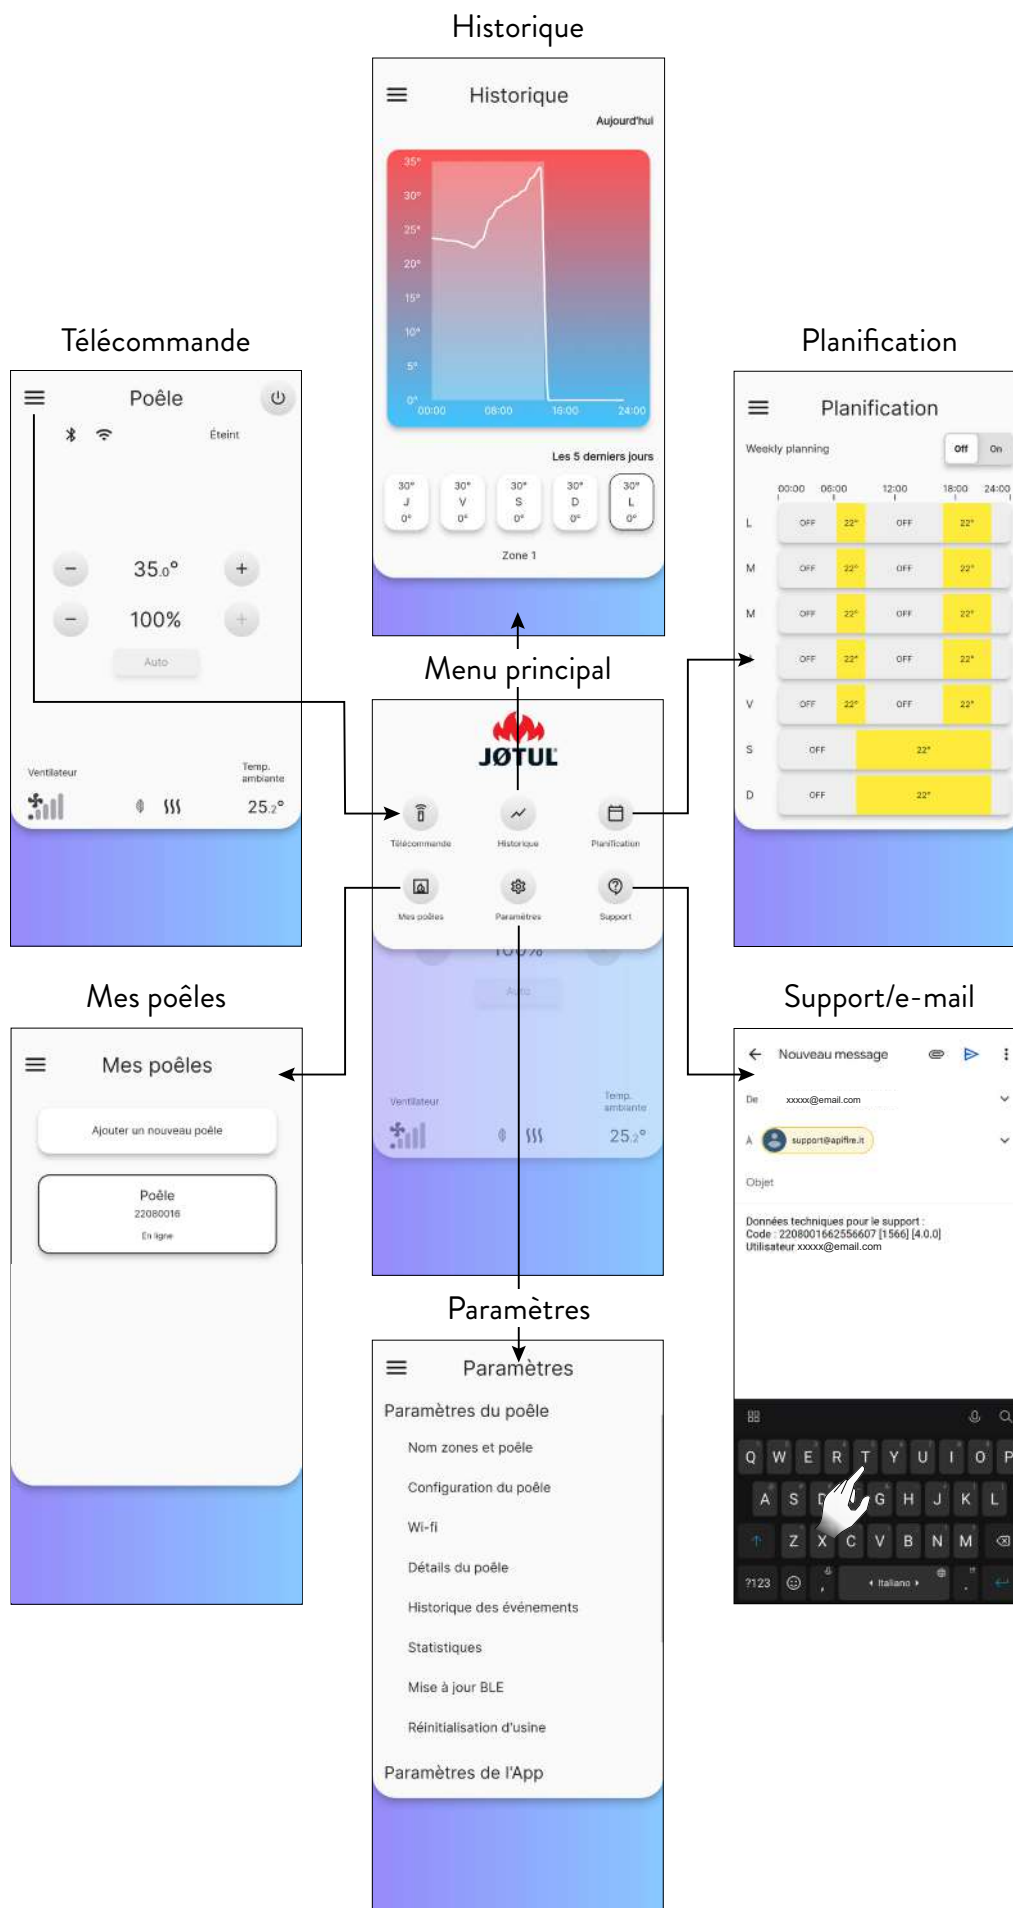 Historique
Historique
Aujourd'hui
35°
30°
25°
20°
15°
10°
5°
0°
00:00 06:00 16:00 24:00
Les 5 derniers jours
30° 30° 30° 30° 30°
J V S D L
0° 0° 0° 0° 0°
Zone 1
Télécommande
Poêle
Éteint
35.0°
100%
Auto
Ventilateur
Temp.
ambiante
25.2°
Planification
Planification
Weekly planning Off On
00:00 06:00 12:00 18:00 24:00
L OFF 22° OFF 22°
M OFF 22° OFF 22°
M OFF 22° OFF 22°
OFF 22° OFF 22°
V OFF 22° OFF 22°
S OFF 22°
D OFF 22°
Menu principal
JØTUL
Télécommande Historique Planification
Mes poêles Paramètres Support
100%
Auto
Ventilateur
Temp.
ambiante
25.2°
Mes poêles
Mes poêles
Ajouter un nouveau poêle
Poêle
22080016
En ligne
Support/e-mail
Nouveau message
De xxxxx@email.com
À support@apifire.it
Objet
Données techniques pour le support :
Code : 2208001662556607 [1566] [4.0.0]
Utilisateur xxxxx@email.com
Q W E R T Y U I O P
A S D G H J K L
Z X C V B N M
?123 , Italiano .
Paramètres
Paramètres
Paramètres du poêle
Nom zones et poêle
Configuration du poêle
Wi-fi
Détails du poêle
Historique des événements
Statistiques
Mise à jour BLE
Réinitialisation d'usine
Paramètres de l'App